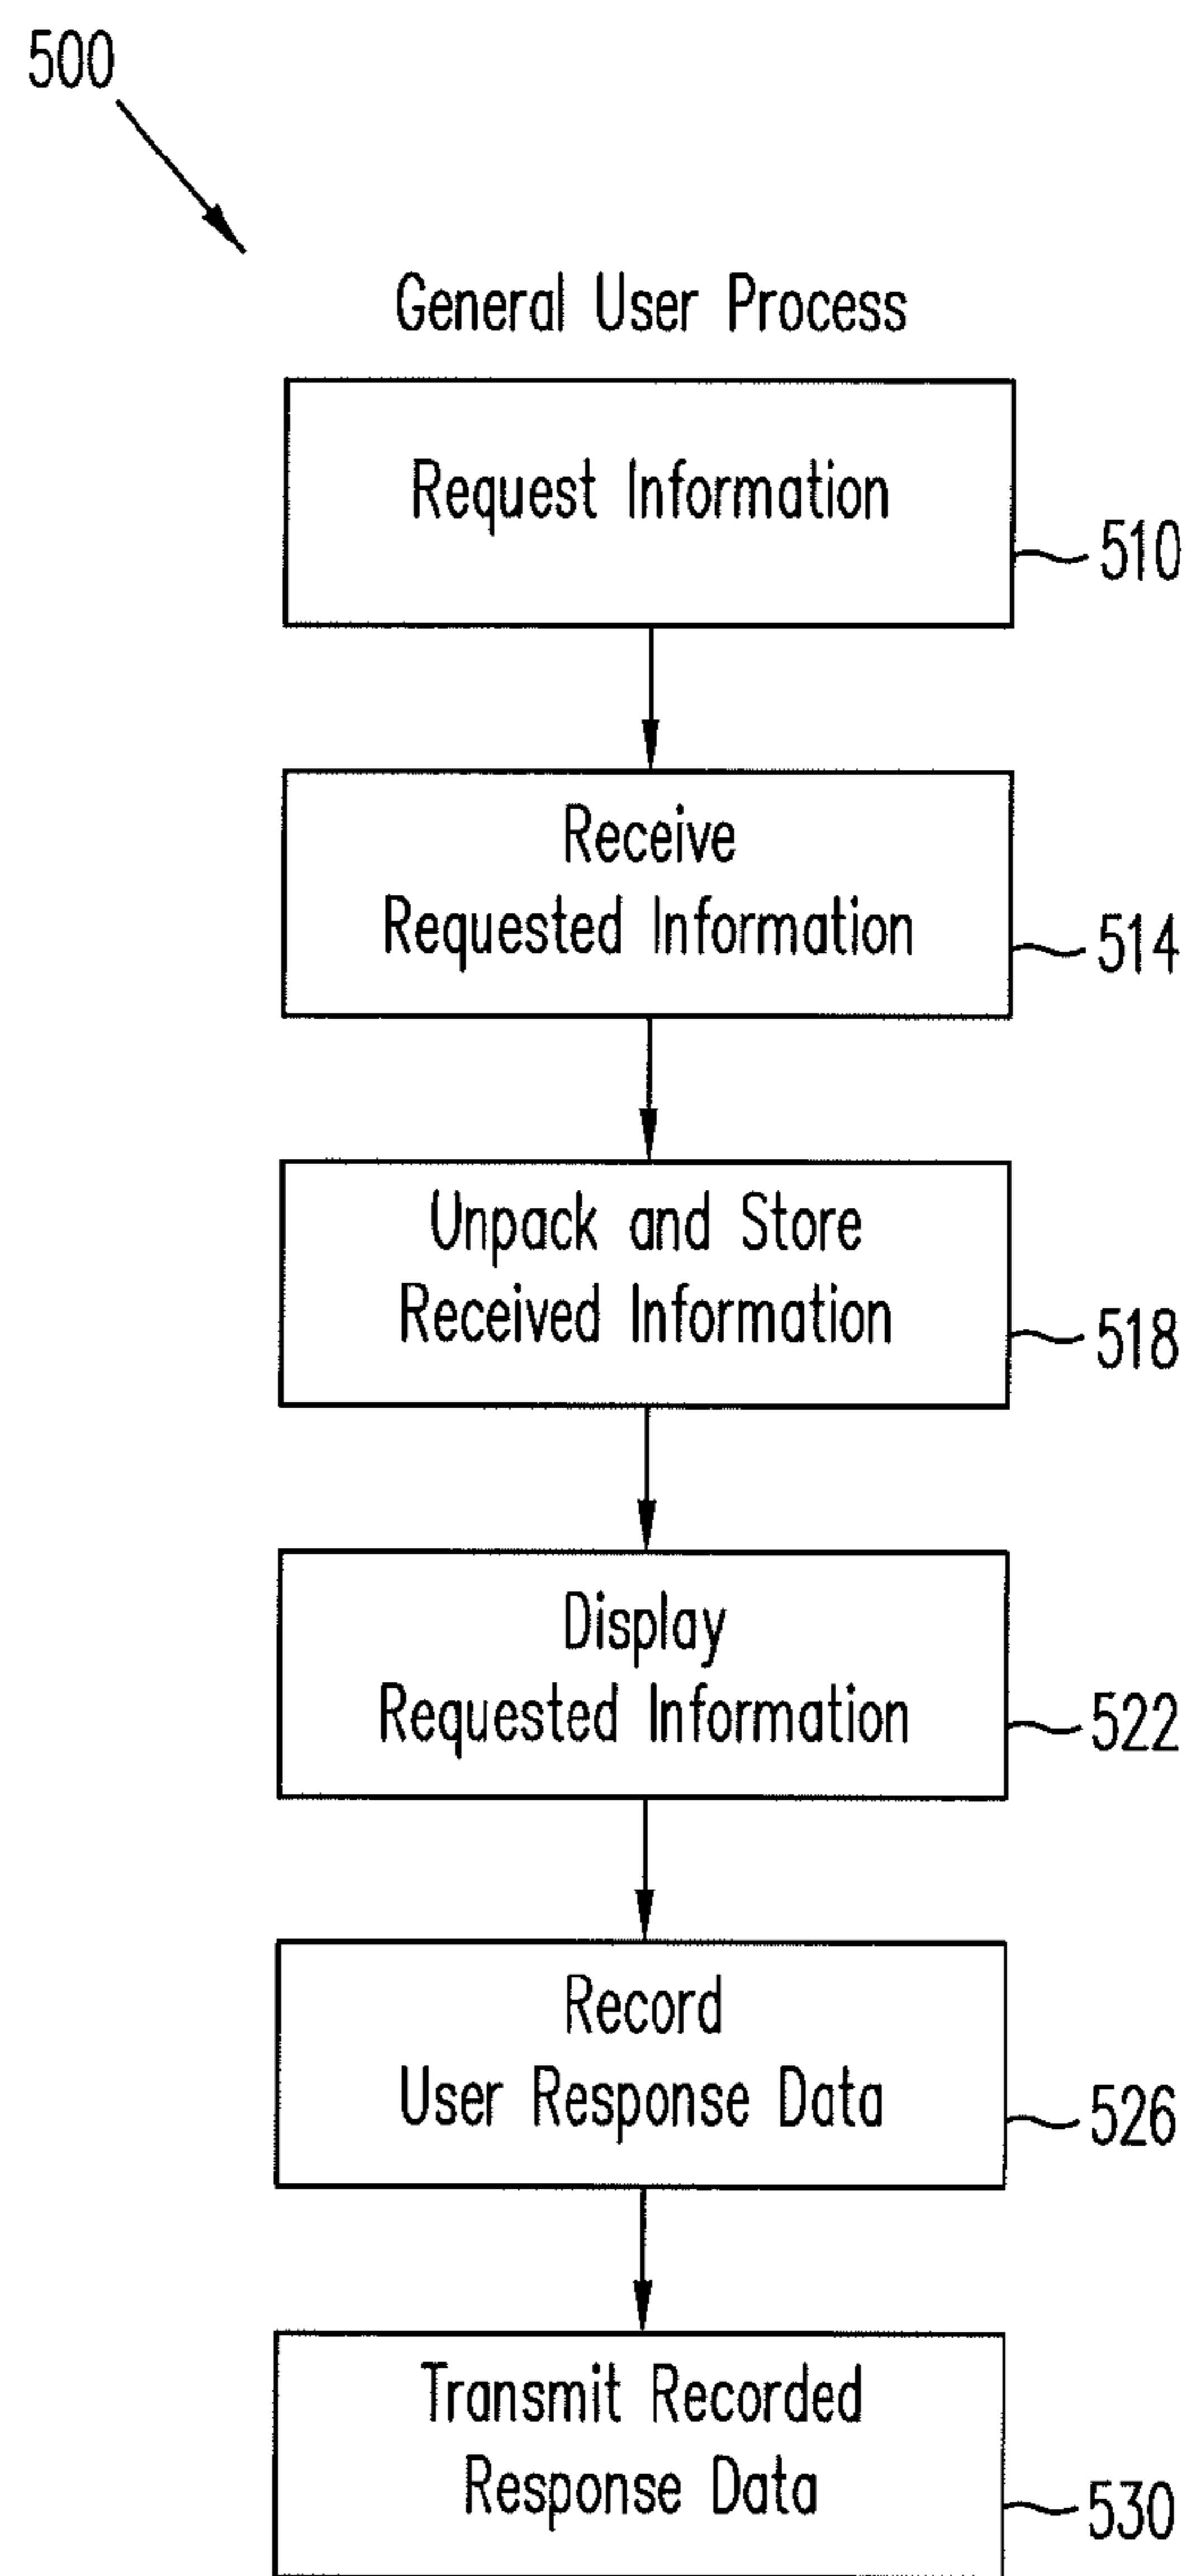 500
General User Process
Request Information
510
Receive
Requested Information
514
Unpack and Store
Received Information
518
Display
Requested Information
522
Record
User Response Data
526
Transmit Recorded
Response Data
530